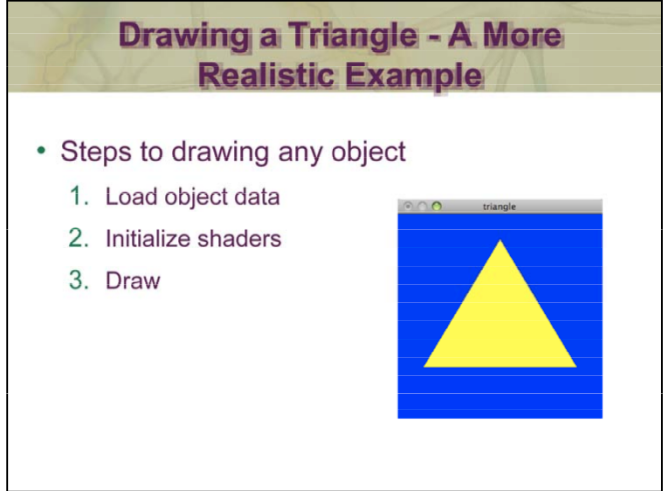 Drawing a Triangle - A More
Realistic Example
• Steps to drawing any object
1. Load object data
2. Initialize shaders
3. Draw
triangle